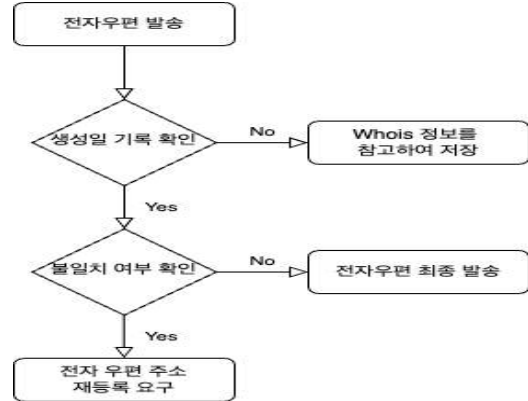 전자우편 발송
생성일 기록 확인
No
Whois 정보를
참고하여 저장
Yes
불일치 여부 확인
No
전자우편 최종 발송
Yes
전자 우편 주소
재등록 요구